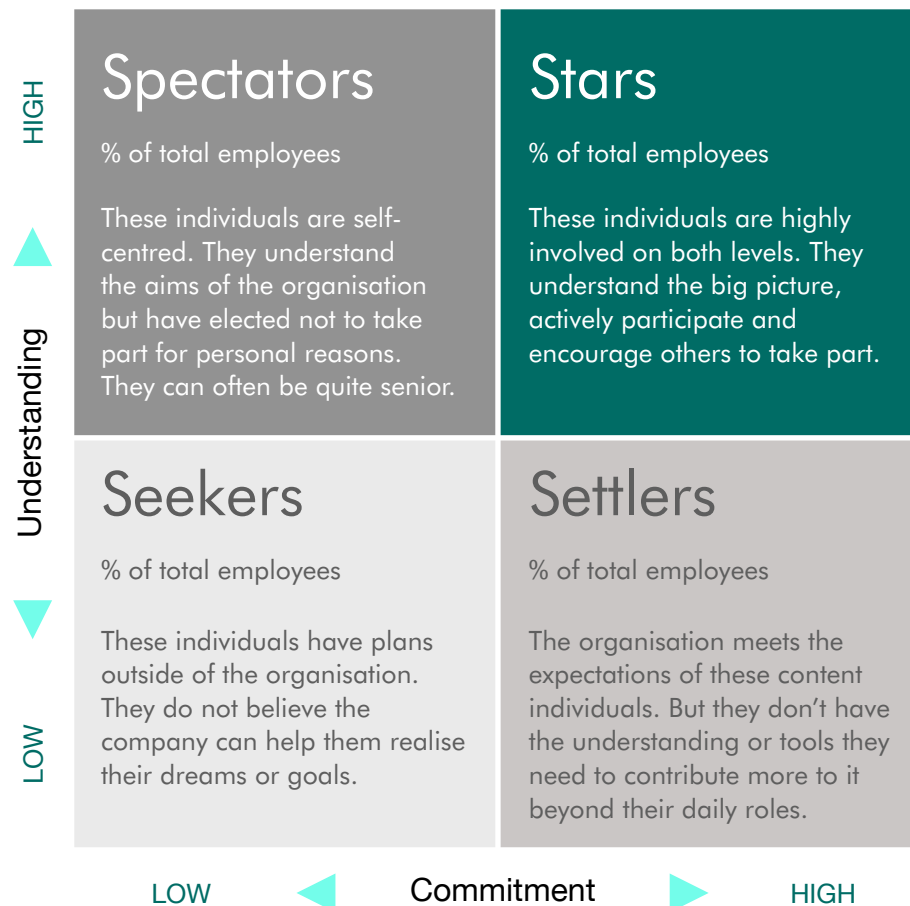 HIGH
Understanding
LOW
Spectators
% of total employees
These individuals are self-
centred. They understand
the aims of the organisation
but have elected not to take
part for personal reasons.
They can often be quite senior.
Stars
% of total employees
These individuals are highly
involved on both levels. They
understand the big picture,
actively participate and
encourage others to take part.
Seekers
% of total employees
These individuals have plans
outside of the organisation.
They do not believe the
company can help them realise
their dreams or goals.
Settlers
% of total employees
The organisation meets the
expectations of these content
individuals. But they don’t have
the understanding or tools they
need to contribute more to it
beyond their daily roles.
LOW
Commitment
HIGH